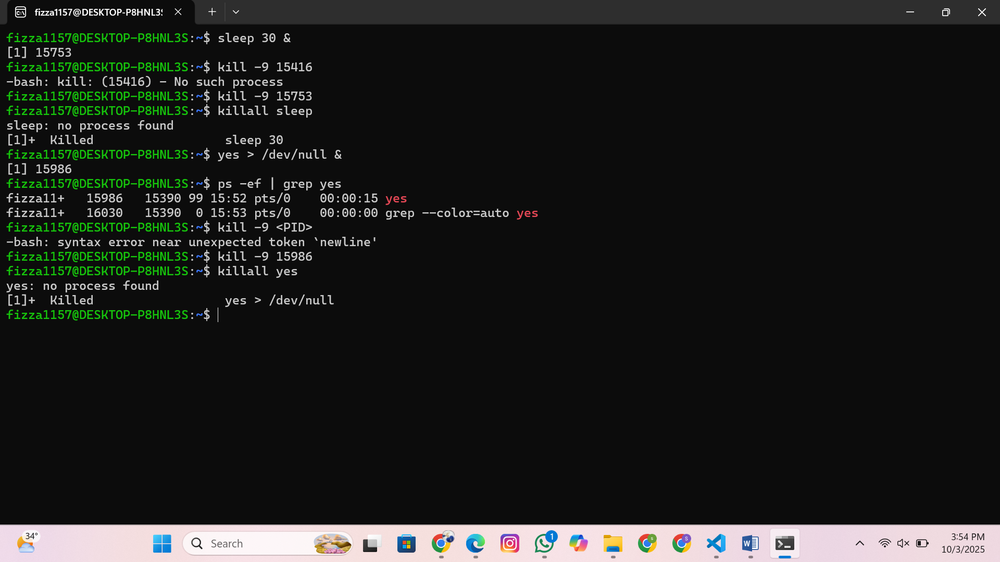 fizza1157@DESKTOP-P8HNL3S
fizza1157@DESKTOP-P8HNL3S:~$ sleep 30 &
[1] 15753
fizza1157@DESKTOP-P8HNL3S:~$ kill -9 15416
-bash: kill: (15416) - No such process
fizza1157@DESKTOP-P8HNL3S:~$ kill -9 15753
fizza1157@DESKTOP-P8HNL3S:~$ killall sleep
sleep: no process found
[1]+  Killed                  sleep 30
fizza1157@DESKTOP-P8HNL3S:~$ yes > /dev/null &
[1] 15986
fizza1157@DESKTOP-P8HNL3S:~$ ps -ef | grep yes
fizza11+   15986   15390 99 15:52 pts/0    00:00:15 yes
fizza11+   16030   15390  0 15:53 pts/0    00:00:00 grep --color=auto yes
fizza1157@DESKTOP-P8HNL3S:~$ kill -9 <PID>
-bash: syntax error near unexpected token `newline'
fizza1157@DESKTOP-P8HNL3S:~$ kill -9 15986
fizza1157@DESKTOP-P8HNL3S:~$ killall yes
yes: no process found
[1]+  Killed                  yes > /dev/null
fizza1157@DESKTOP-P8HNL3S:~$
34°
Search
1
3:54 PM
10/3/2025